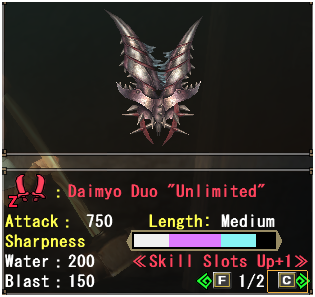 Z : Daimyo Duo "Unlimited"
Attack : 750 Length: Medium
Sharpness
Water : 200 ≪Skill Slots Up+1≫
Blast : 150 F 1/2 C